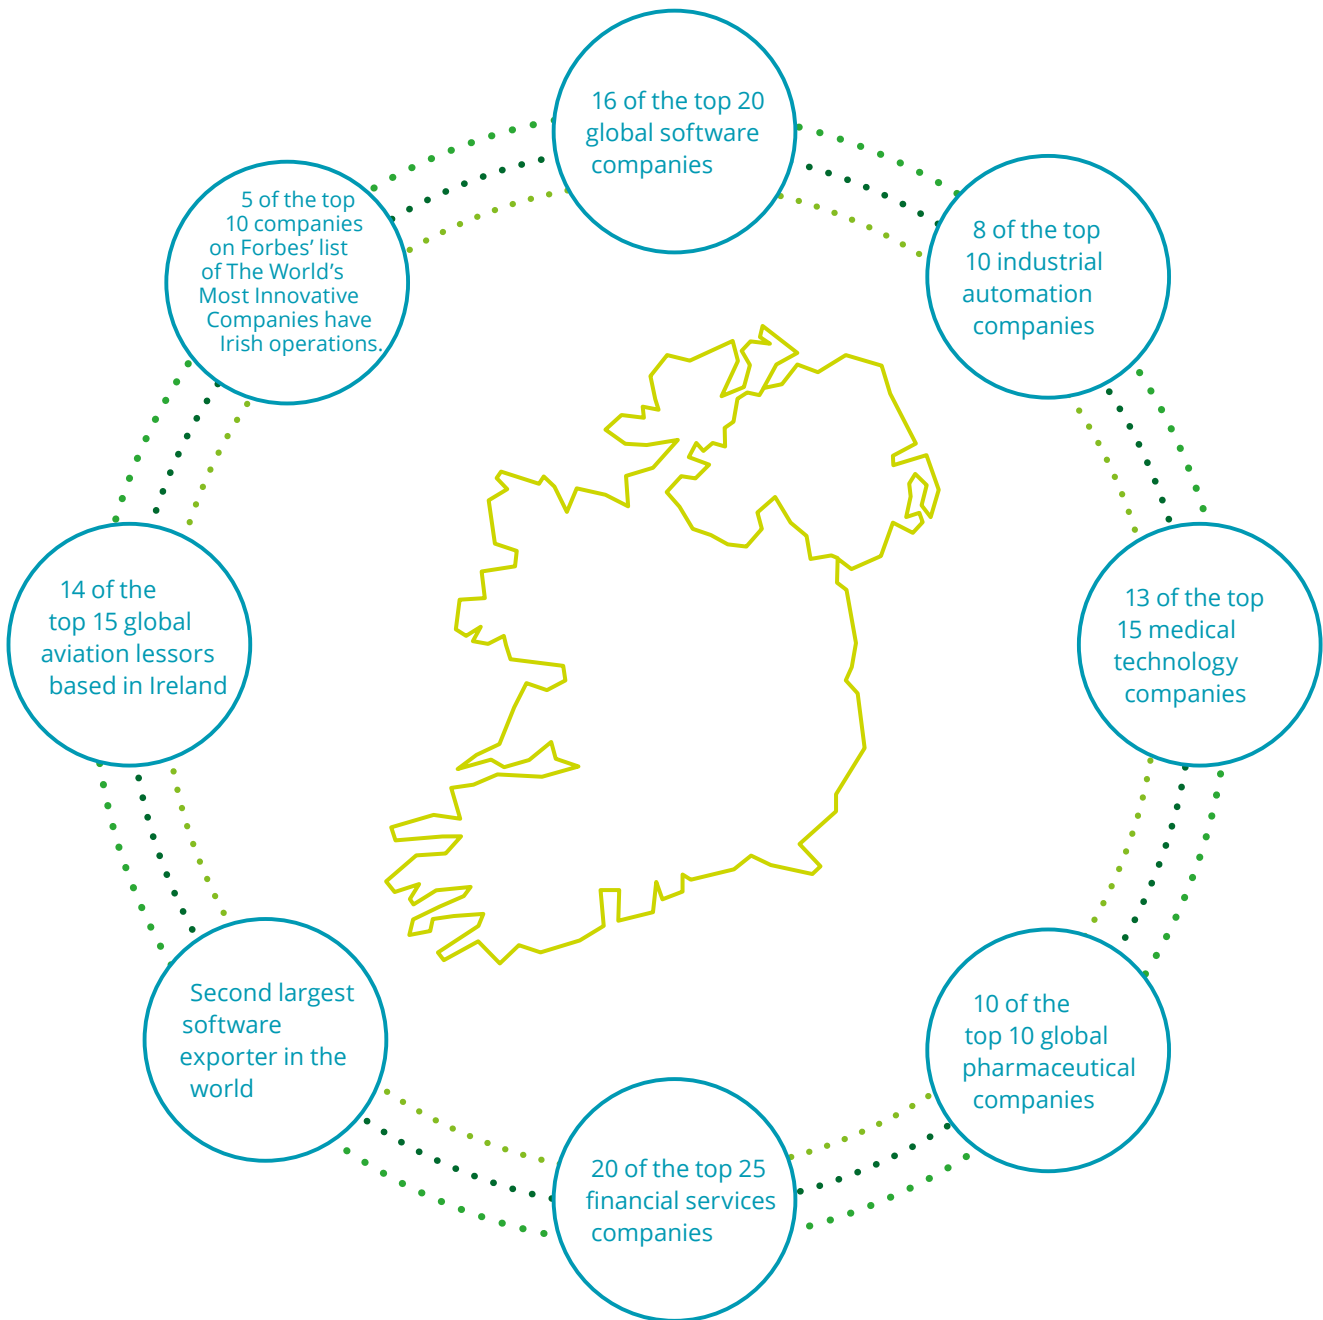 16 of the top 20
global software
companies
8 of the top
10 industrial
automation
companies
13 of the top
15 medical
technology
companies
10 of the
top 10 global
pharmaceutical
companies
20 of the top 25
financial services
companies
Second largest
software
exporter in the
world
14 of the
top 15 global
aviation lessors
based in Ireland
5 of the top
10 companies
on Forbes’ list
of The World’s
Most Innovative
Companies have
Irish operations.